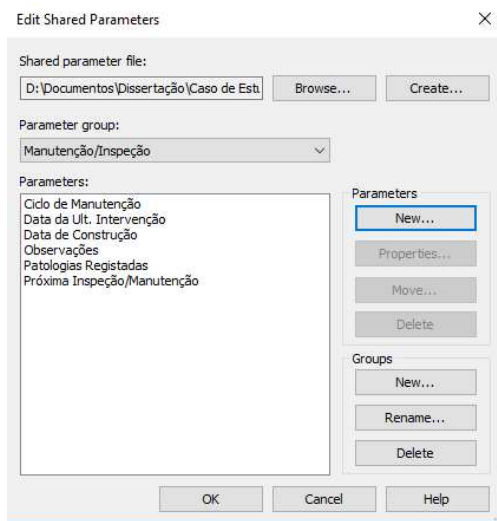 Edit Shared Parameters
Shared parameter file:
D:\Documentos\Dissertação\Caso de Estu
Browse...
Create...
Parameter group:
Manutenção/Inspeção
Parameters:
Ciclo de Manutenção
Data da Ult. Intervenção
Data de Construção
Observações
Patologias Registadas
Próxima Inspeção/Manutenção
Parameters
New...
Properties...
Move...
Delete
Groups
New...
Rename...
Delete
OK
Cancel
Help